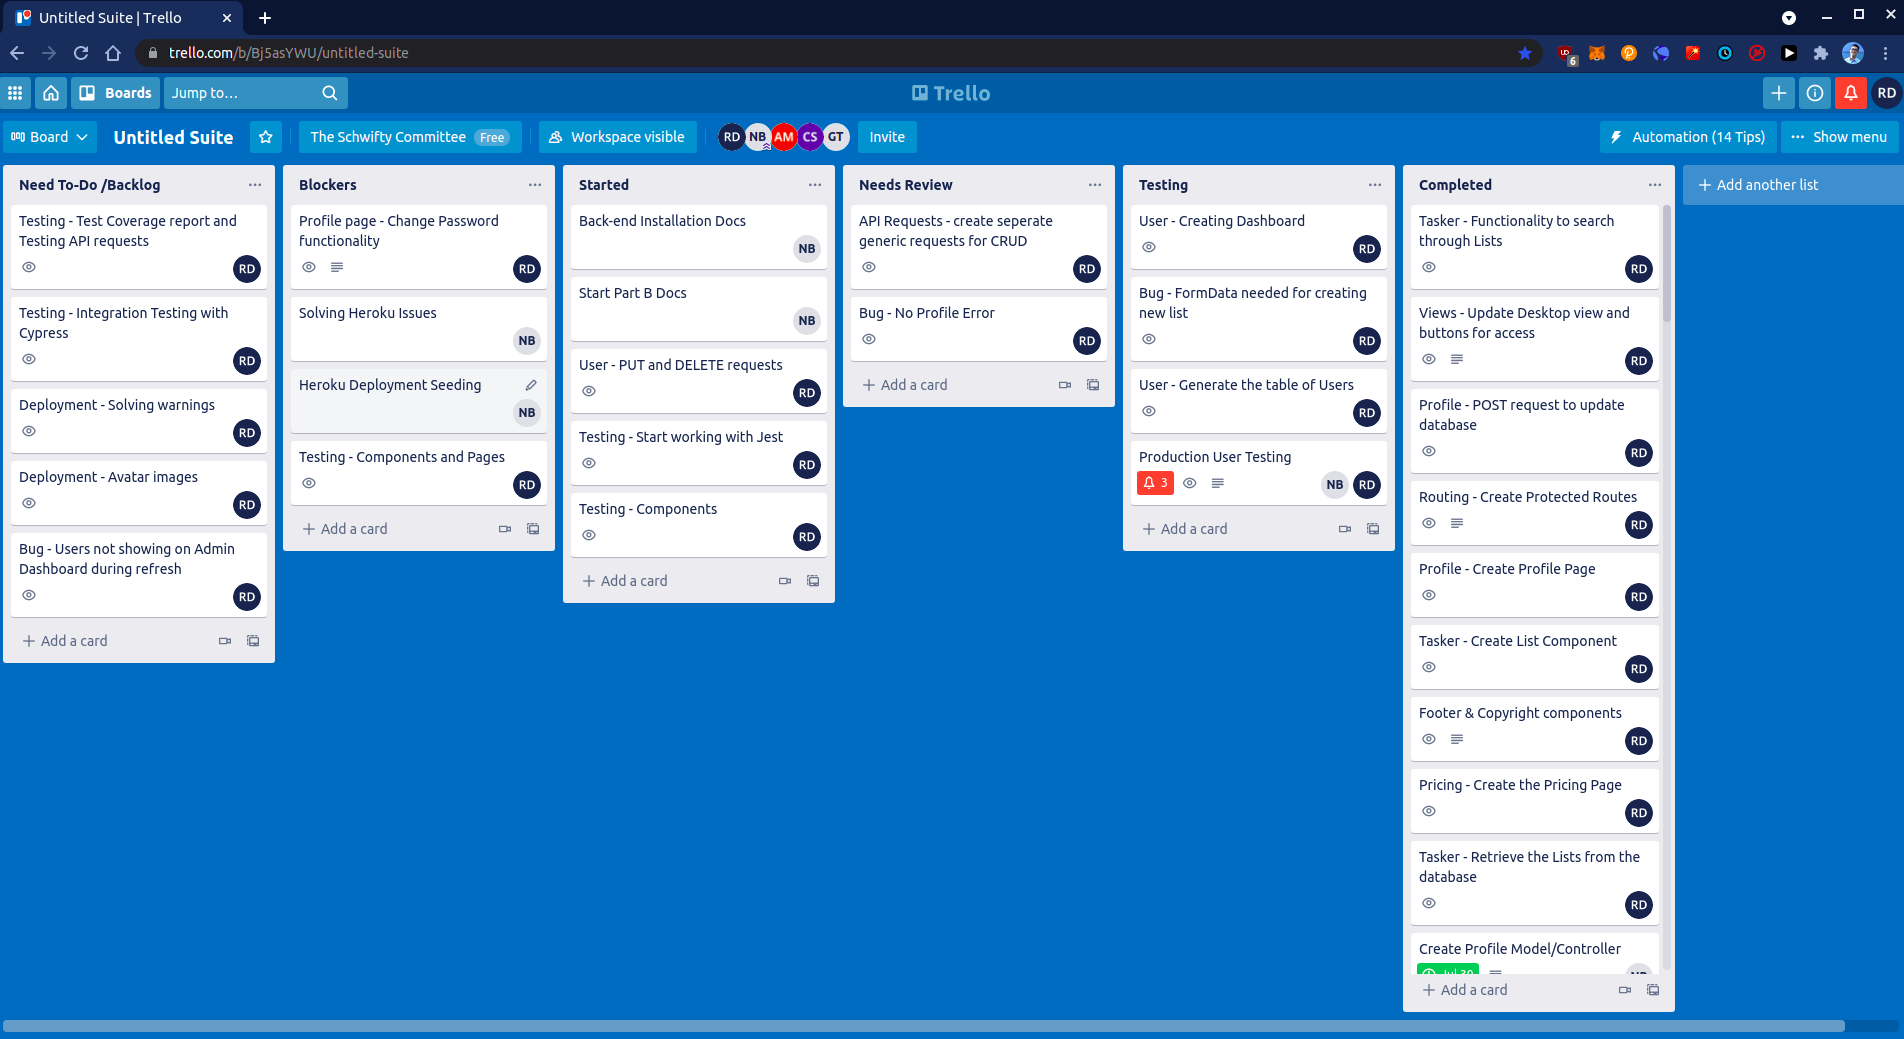 Untitled Suite | Trello
trello.com/b/Bj5asYWU/untitled-suite
UD
6
Boards
Jump to...
Trello
RD
Board
Untitled Suite
The Schwifty Committee Free
Workspace visible
RD NB AM CS GT
Invite
Automation (14 Tips)
Show menu
Need To-Do /Backlog
Testing - Test Coverage report and
Testing API requests
RD
Testing - Integration Testing with
Cypress
RD
Deployment - Solving warnings
RD
Deployment - Avatar images
RD
Bug - Users not showing on Admin
Dashboard during refresh
RD
Add a card
Blockers
Profile page - Change Password
functionality
RD
Solving Heroku Issues
NB
Heroku Deployment Seeding
NB
Testing - Components and Pages
RD
Add a card
Started
Back-end Installation Docs
NB
Start Part B Docs
NB
User - PUT and DELETE requests
RD
Testing - Start working with Jest
RD
Testing - Components
RD
Add a card
Needs Review
API Requests - create seperate
generic requests for CRUD
RD
Bug - No Profile Error
RD
Add a card
Testing
User - Creating Dashboard
RD
Bug - FormData needed for creating
new list
RD
User - Generate the table of Users
RD
Production User Testing
3
NB RD
Add a card
Completed
Tasker - Functionality to search
through Lists
RD
Views - Update Desktop view and
buttons for access
RD
Profile - POST request to update
database
RD
Routing - Create Protected Routes
RD
Profile - Create Profile Page
RD
Tasker - Create List Component
RD
Footer & Copyright components
RD
Pricing - Create the Pricing Page
RD
Tasker - Retrieve the Lists from the
database
RD
Create Profile Model/Controller
Jul 30
NB
Add a card
Add another list